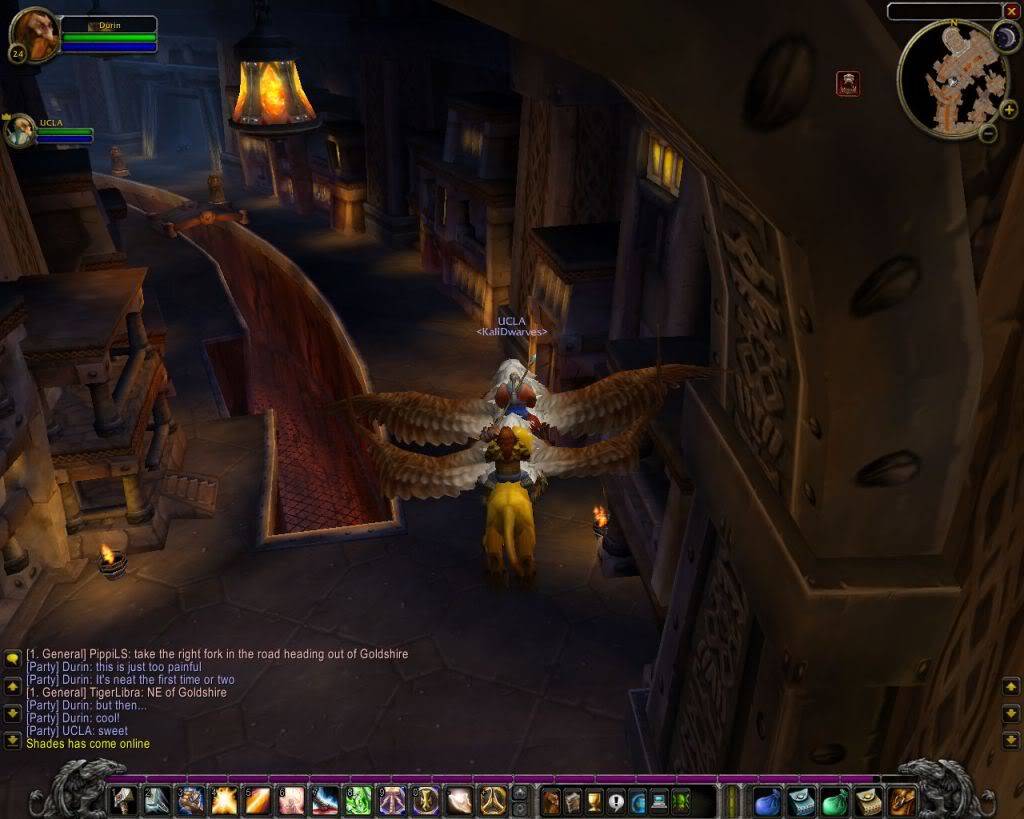 Durin
24
N
UCLA
UCLA
<KaliDwarves>
[1. General] PippiLS: take the right fork in the road heading out of Goldshire
[Party] Durin: this is just too painful
[Party] Durin: It's neat the first time or two
[1. General] TigerLibra: NE of Goldshire
[Party] Durin: but then...
[Party] Durin: cool!
[Party] UCLA: sweet
Shades has come online